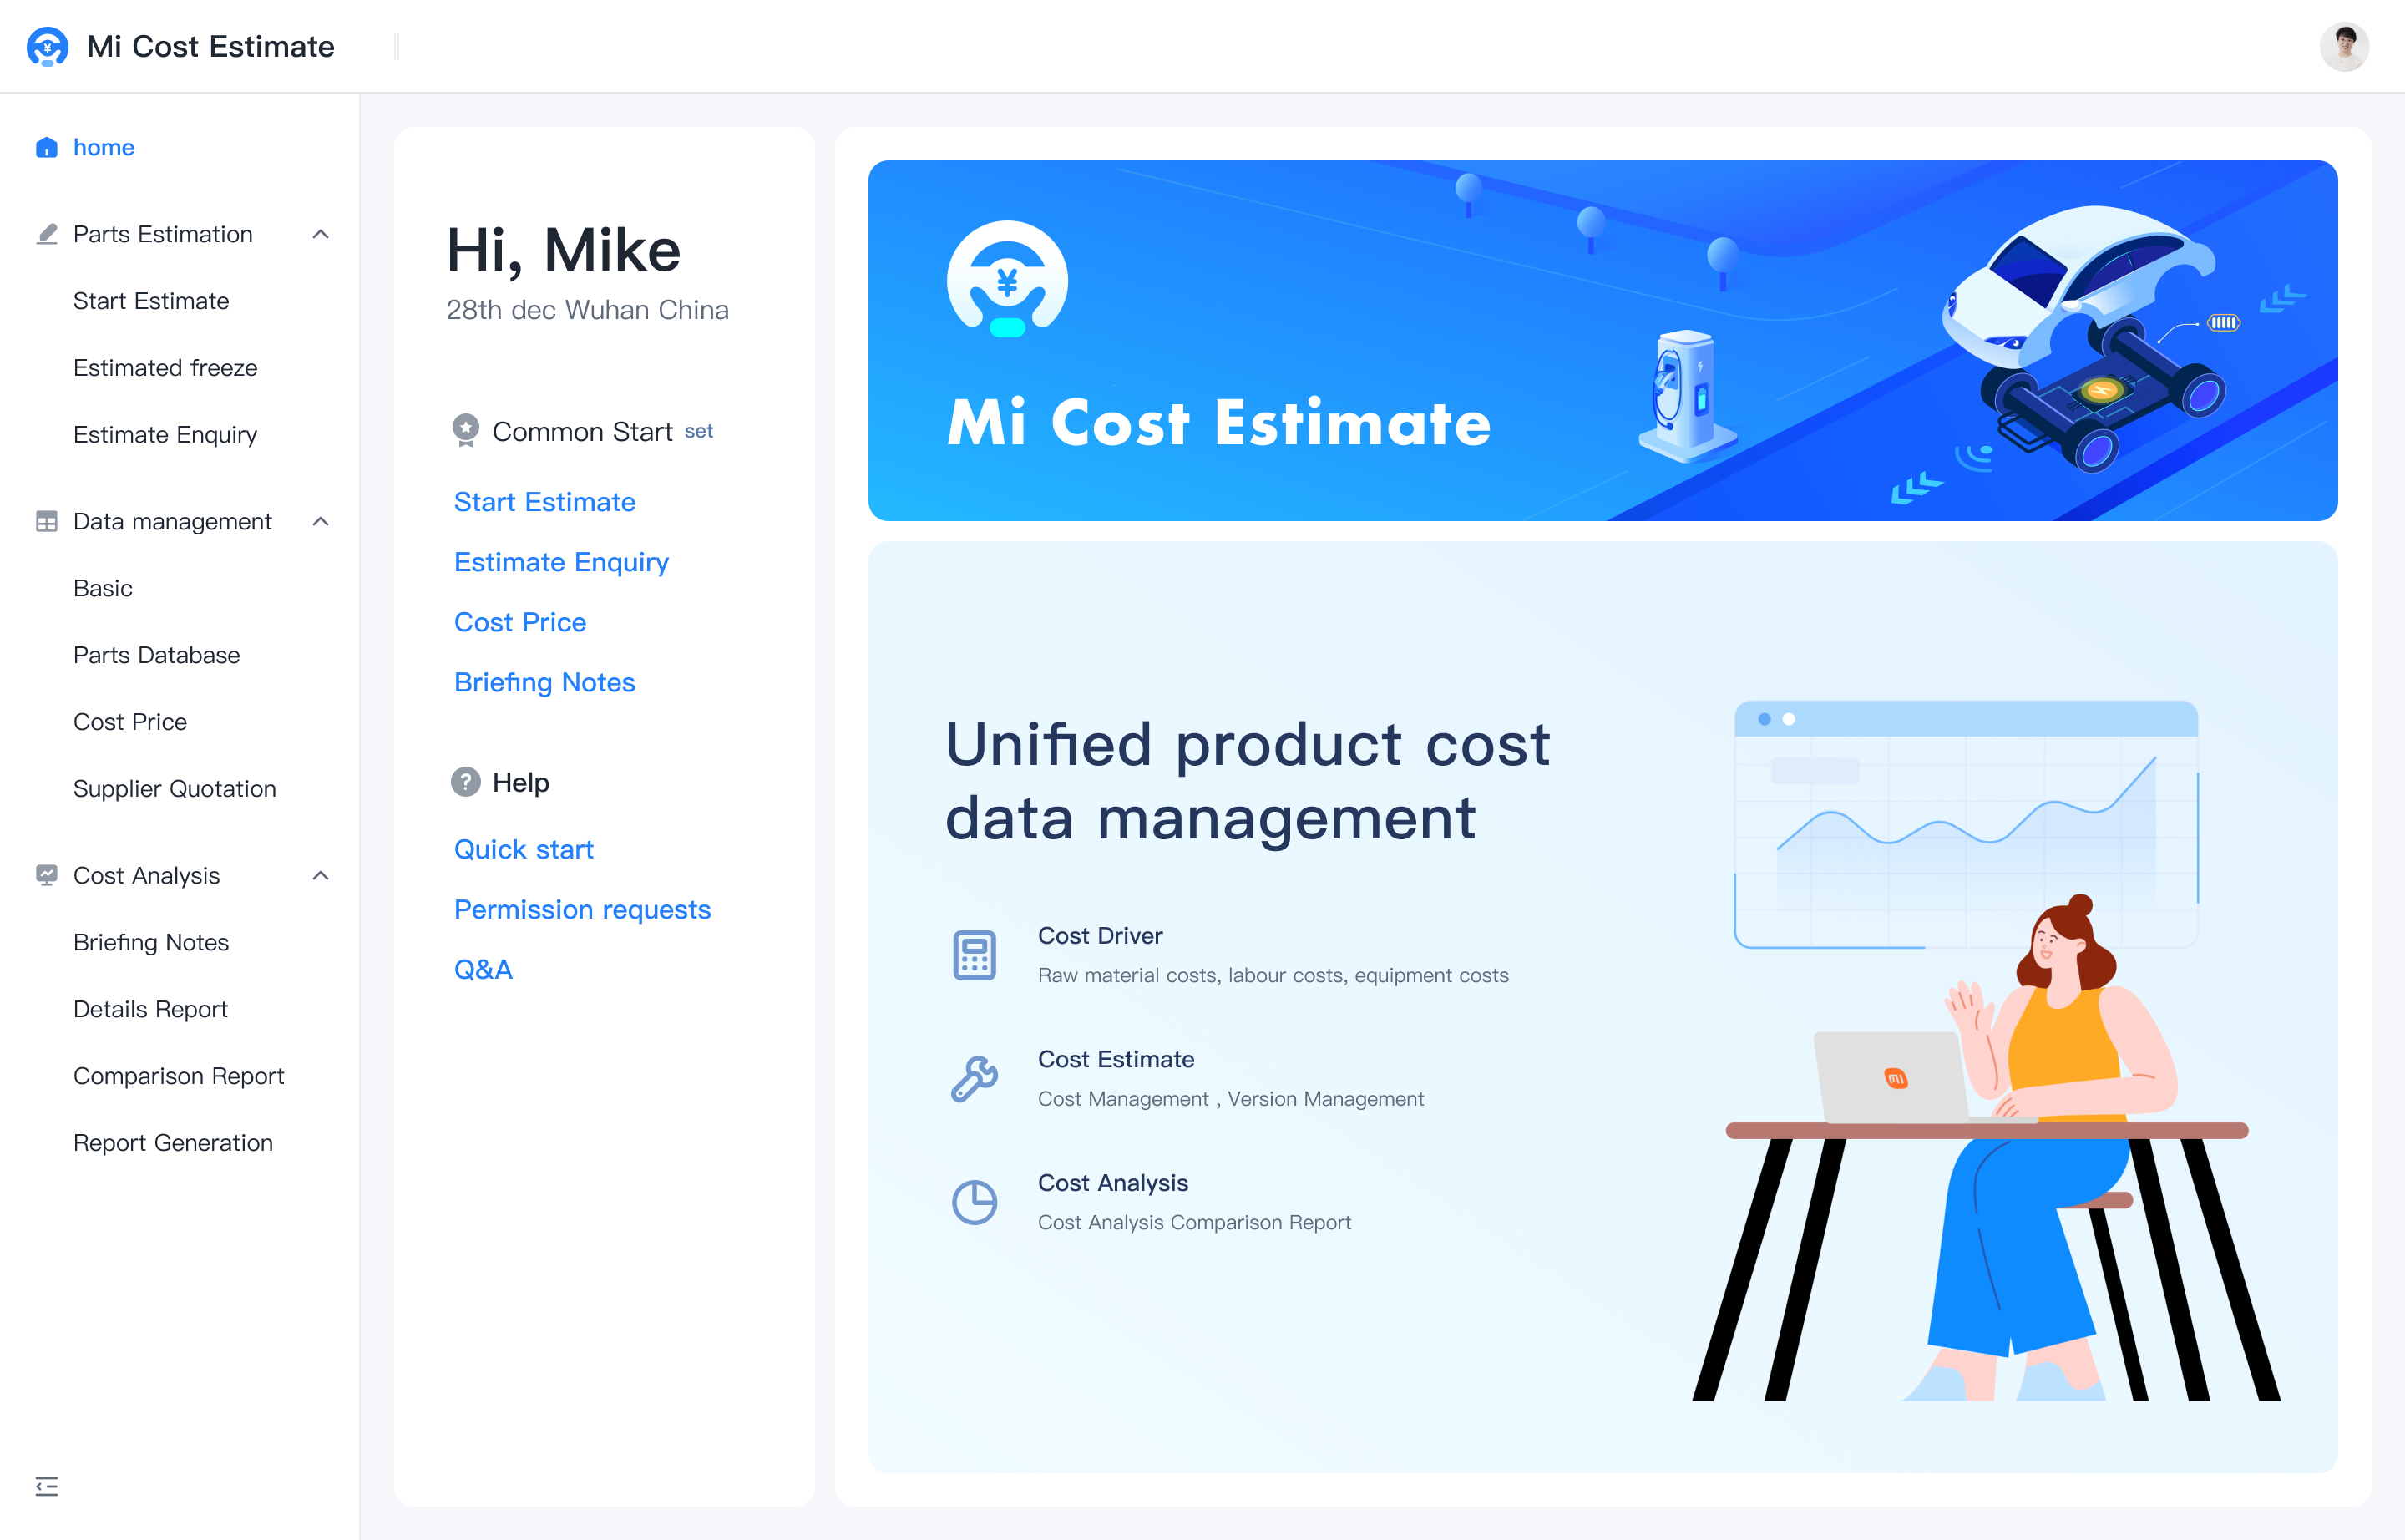 Mi Cost Estimate
home
Parts Estimation
Start Estimate
Estimated freeze
Estimate Enquiry
Data management
Basic
Parts Database
Cost Price
Supplier Quotation
Cost Analysis
Briefing Notes
Details Report
Comparison Report
Report Generation
Hi, Mike
28th dec Wuhan China
Common Start set
Start Estimate
Estimate Enquiry
Cost Price
Briefing Notes
? Help
Quick start
Permission requests
Q&A
¥
Mi Cost Estimate
Unified product cost
data management
Cost Driver
Raw material costs, labour costs, equipment costs
Cost Estimate
Cost Management , Version Management
Cost Analysis
Cost Analysis Comparison Report
mi